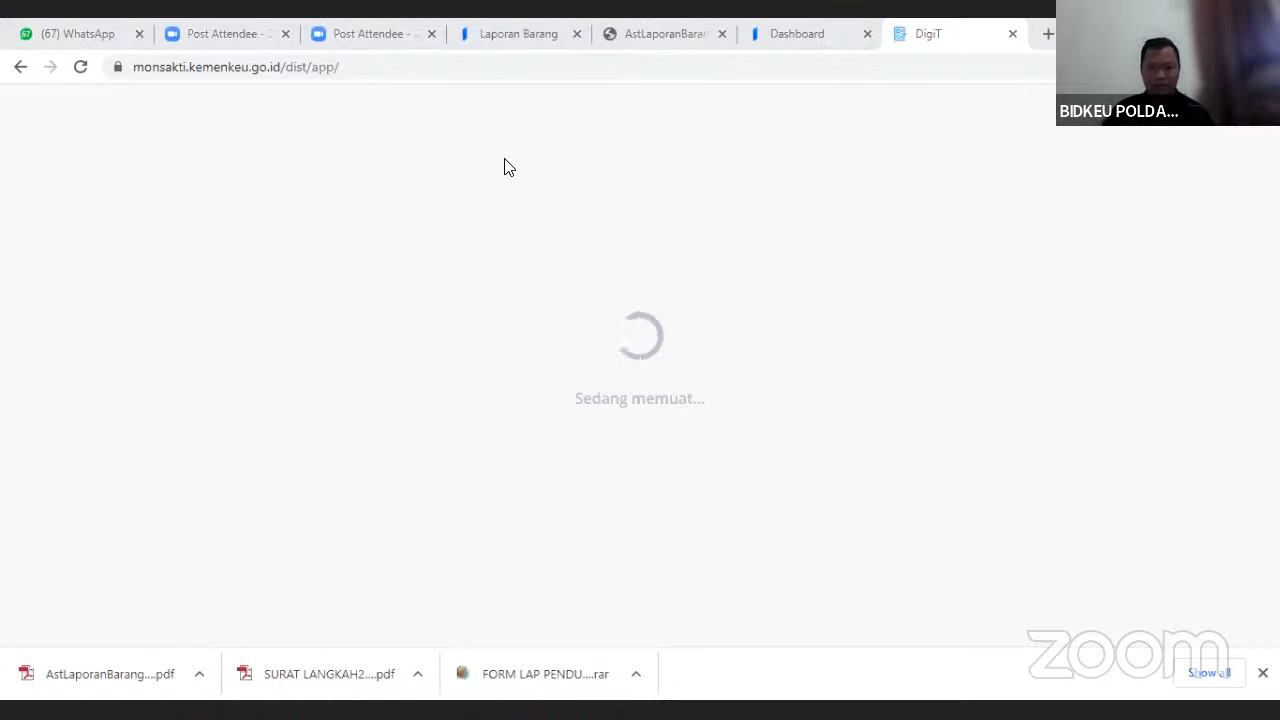 (67) WhatsApp
Post Attendee -
Post Attendee -
Laporan Barang
AstLaporanBarar
Dashboard
DigiT
monsakti.kemenkeu.go.id/dist/app/
BIDKEU POLDA...
Sedang memuat...
AstLaporanBarang....pdf
SURAT LANGKAH2....pdf
FORM LAP PENDU....rar
Show all
zoom